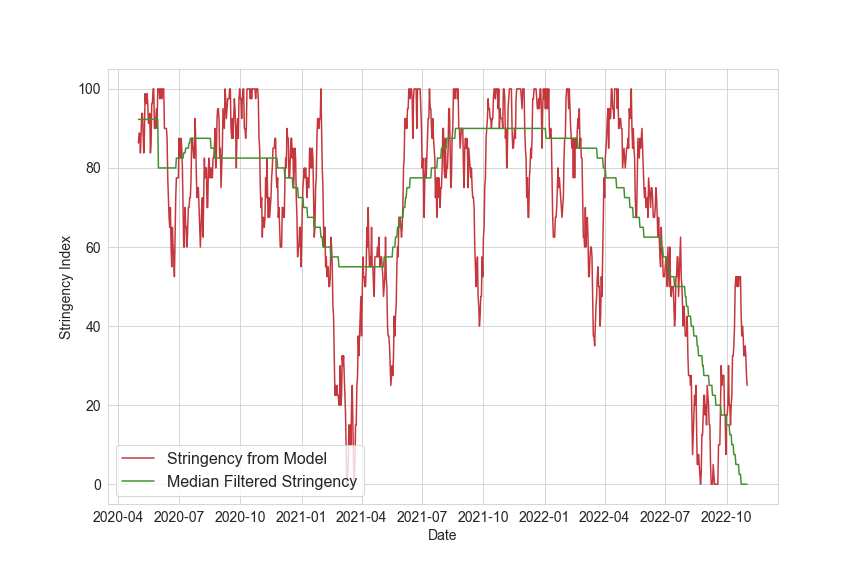 100
80
60
40
20
0
Stringency Index
Stringency from Model
Median Filtered Stringency
2020-04 2020-07 2020-10 2021-01 2021-04 2021-07 2021-10 2022-01 2022-04 2022-07 2022-10
Date